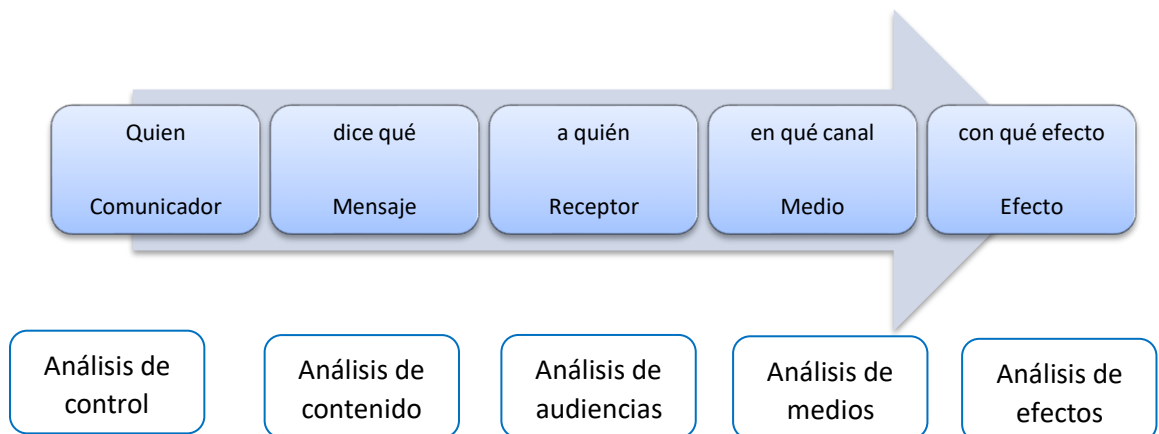 Quien
Comunicador
dice qué
Mensaje
a quién
Receptor
en qué canal
Medio
con qué efecto
Efecto
Análisis de
control
Análisis de
contenido
Análisis de
audiencias
Análisis de
medios
Análisis de
efectos